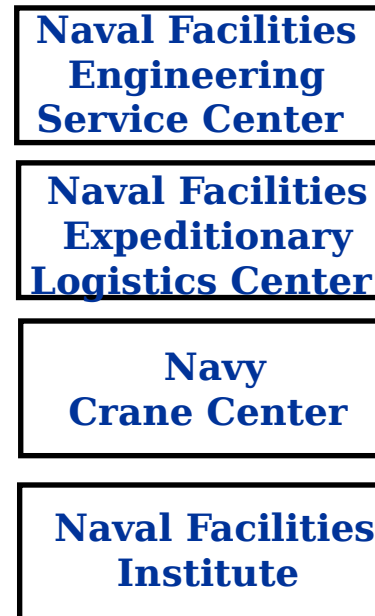 Naval Facilities
Engineering
Service Center
Naval Facilities
Expeditionary
Logistics Center
Navy
Crane Center
Naval Facilities
Institute